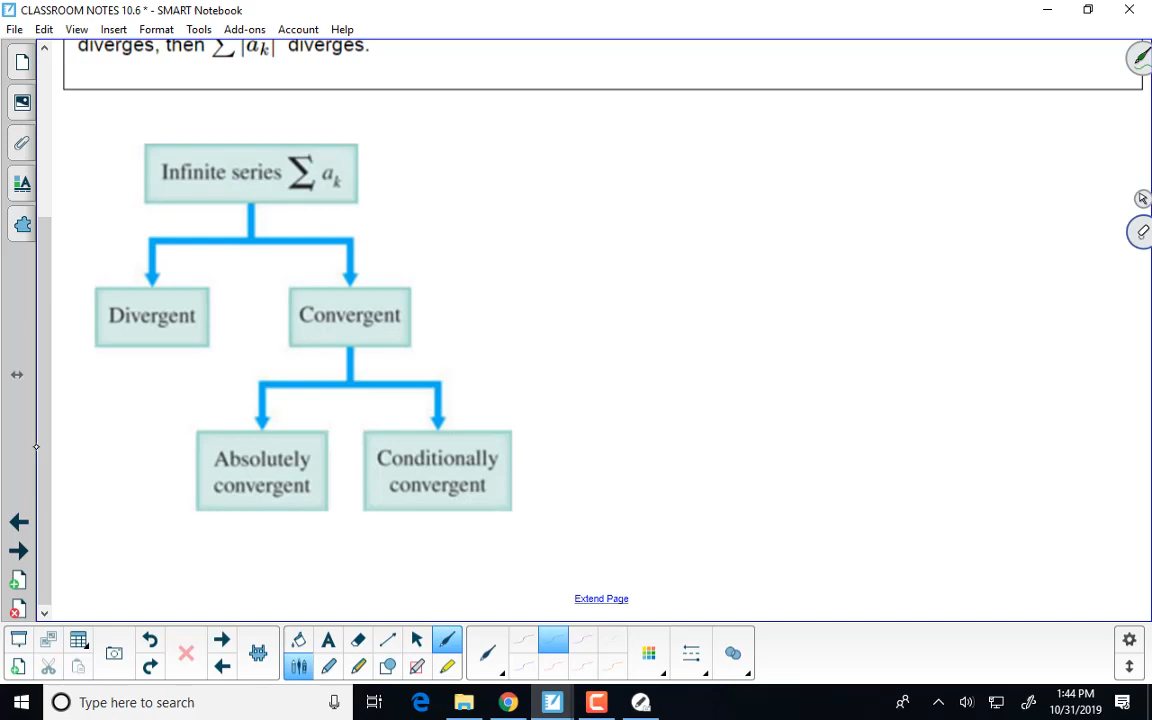 CLASSROOM NOTES 10.6 * - SMART Notebook
File Edit View Insert Format Tools Add-ons Account Help
diverges, then ∑ |aₖ| diverges.
Infinite series ∑ aₖ
Divergent
Convergent
Absolutely
convergent
Conditionally
convergent
Extend Page
Type here to search
1:44 PM
10/31/2019